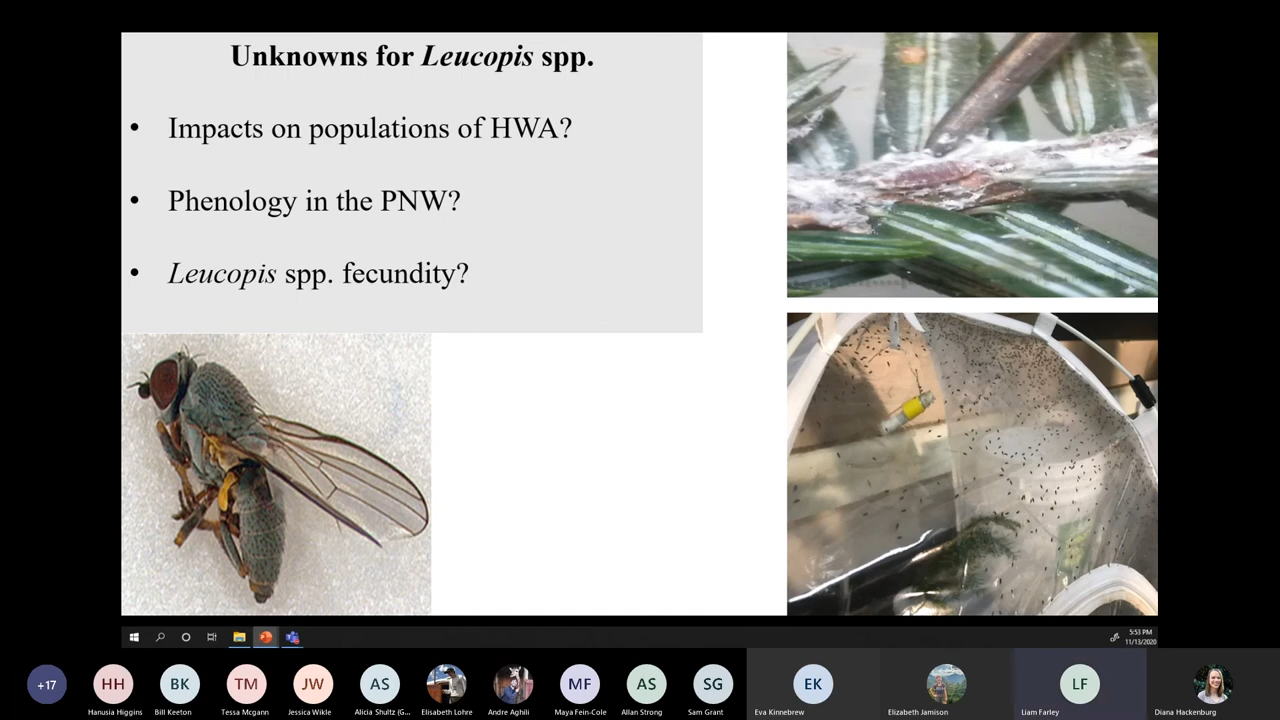 Unknowns for Leucopis spp.
• Impacts on populations of HWA?
• Phenology in the PNW?
• Leucopis spp. fecundity?
5:53 PM
11/13/2020
+17
HH
BK
TM
JW
AS
MF
AS
SG
EK
LF
Hanusia Higgins
Bill Keeton
Tessa Mcgann
Jessica Wikle
Alicia Shultz (G...
Elisabeth Lohre
Andre Aghili
Maya Fein-Cole
Allan Strong
Sam Grant
Eva Kinnebrew
Elizabeth Jamison
Liam Farley
Diana Hackenburg